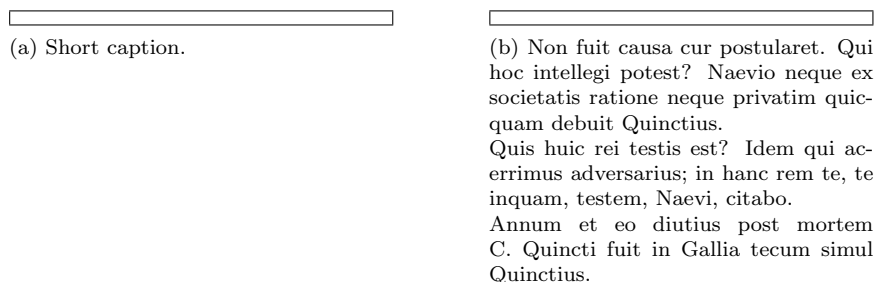 (a) Short caption.
(b) Non fuit causa cur postularet. Qui
hoc intellegi potest? Naevio neque ex
societatis ratione neque privatim quic-
quam debuit Quinctius.
Quis huic rei testis est? Idem qui ac-
errimus adversarius; in hanc rem te, te
inquam, testem, Naevi, citabo.
Annum et eo diutius post mortem
C. Quincti fuit in Gallia tecum simul
Quinctius.